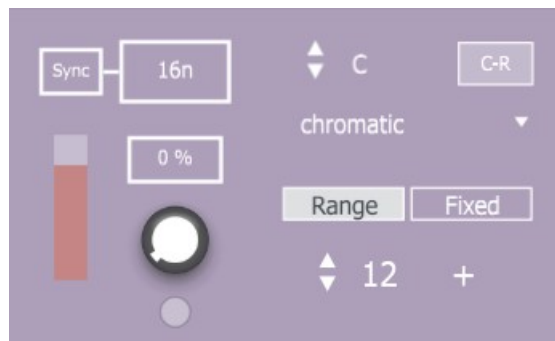 Sync 16n
C C-R
chromatic
0 %
Range Fixed
12 +